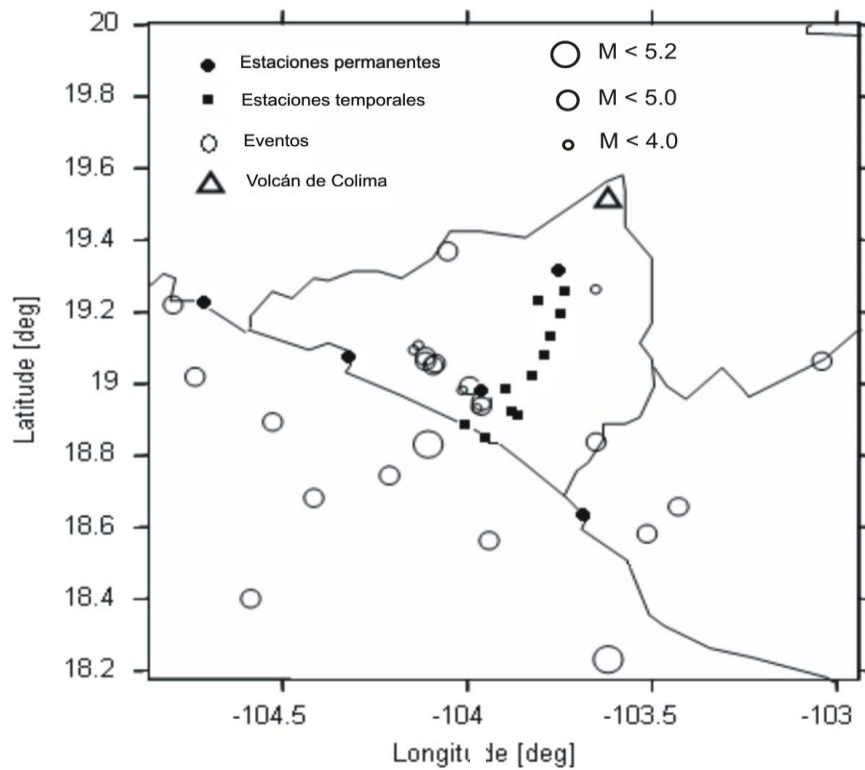 20
19.8
19.6
19.4
19.2
19
18.8
18.6
18.4
18.2
Latitude [deg]
Estaciones permanentes
Estaciones temporales
Eventos
Volcán de Colima
M < 5.2
M < 5.0
M < 4.0
-104.5
-104
-103.5
-103
Longitude [deg]